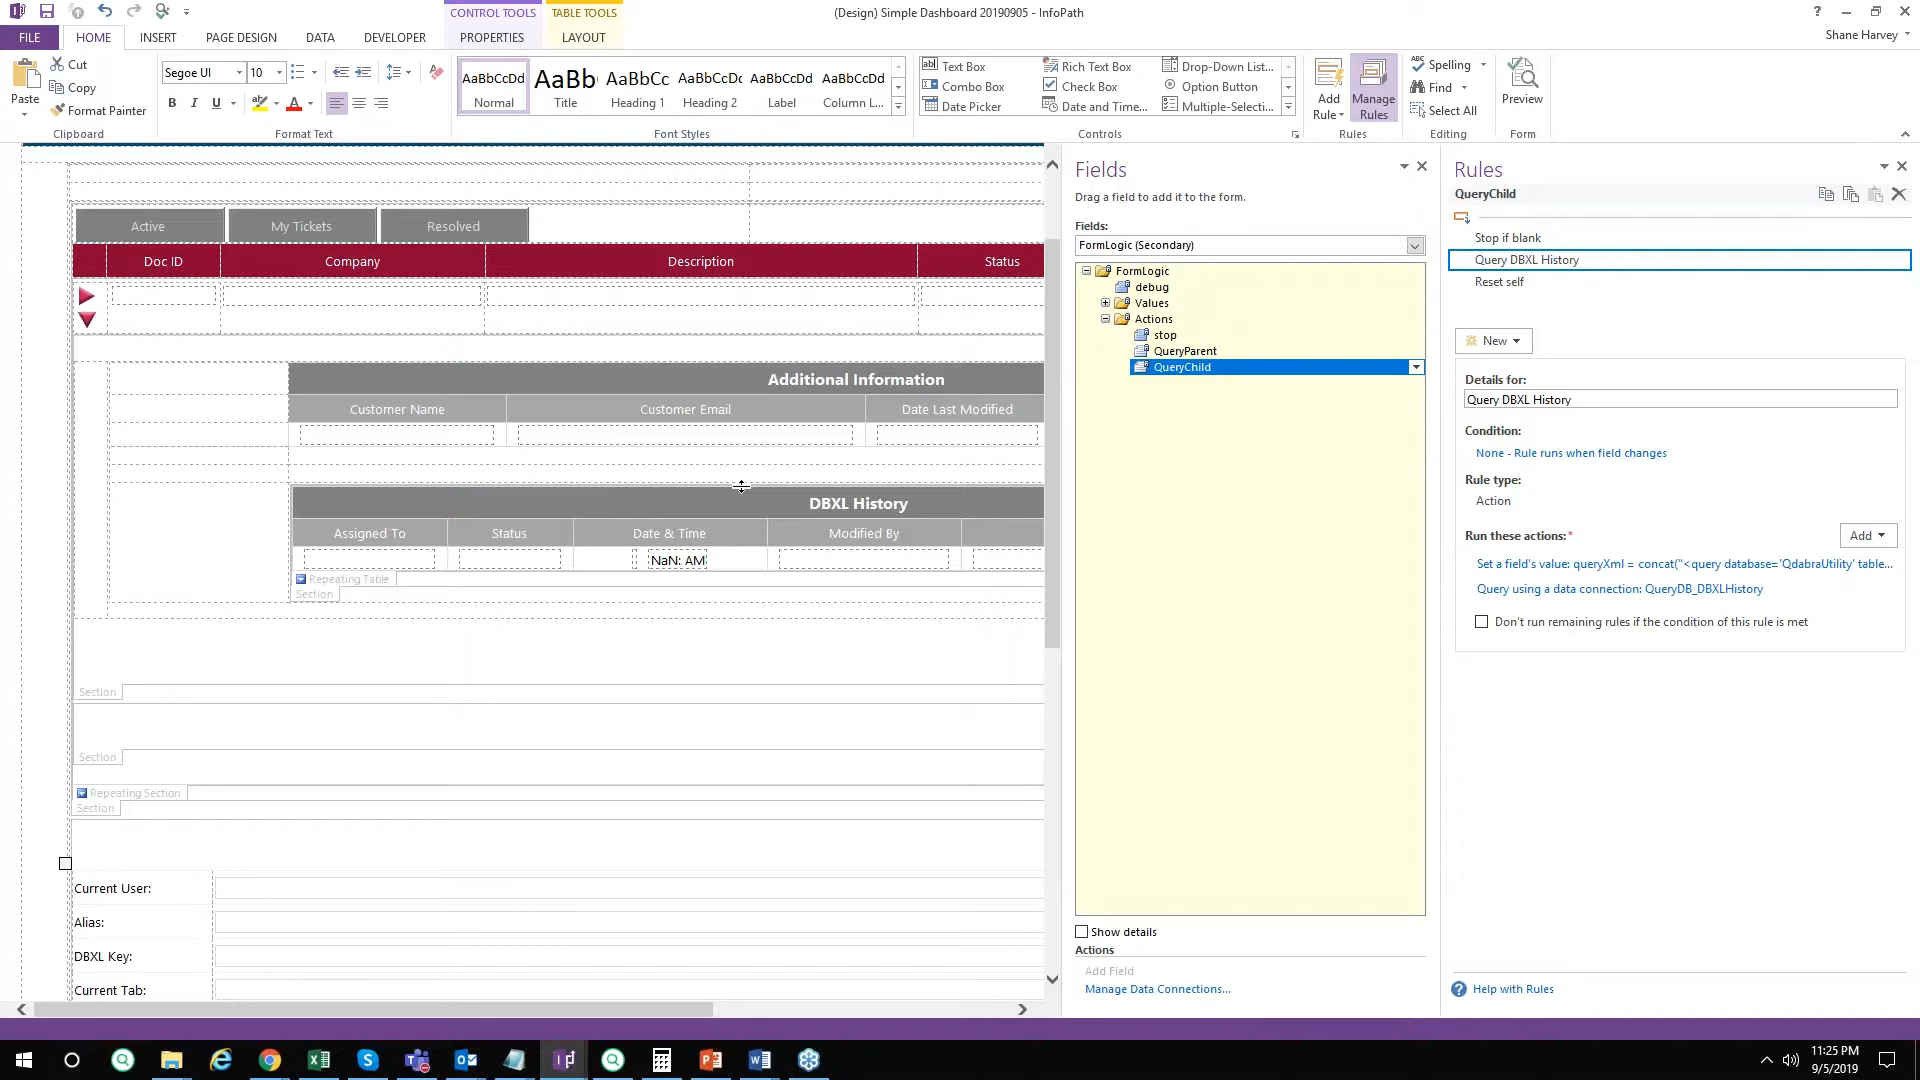 CONTROL TOOLS
TABLE TOOLS
(Design) Simple Dashboard 20190905 - InfoPath
?
FILE
HOME
INSERT
PAGE DESIGN
DATA
DEVELOPER
PROPERTIES
LAYOUT
Shane Harvey
Paste
Cut
Copy
Format Painter
Clipboard
Segoe UI
10
B I U
Format Text
AaBbCcDd
Normal
AaBb
Title
AaBbCc
Heading 1
AaBbCcDc
Heading 2
AaBbCcDd
Label
AaBbCcDd
Column L...
Font Styles
Text Box
Combo Box
Date Picker
Rich Text Box
Check Box
Date and Time...
Drop-Down List...
Option Button
Multiple-Selecti...
Controls
Add Rule
Manage Rules
Rules
Spelling
Find
Select All
Editing
Preview
Form
Active
My Tickets
Resolved
Doc ID
Company
Description
Status
Additional Information
Customer Name
Customer Email
Date Last Modified
DBXL History
Assigned To
Status
Date & Time
Modified By
NaN: AM
Repeating Table
Section
Section
Section
Repeating Section
Section
Current User:
Alias:
DBXL Key:
Current Tab:
Fields
Drag a field to add it to the form.
Fields:
FormLogic (Secondary)
FormLogic
debug
Values
Actions
stop
QueryParent
QueryChild
Show details
Actions
Add Field
Manage Data Connections...
Rules
QueryChild
Stop if blank
Query DBXL History
Reset self
New
Details for:
Query DBXL History
Condition:
None - Rule runs when field changes
Rule type:
Action
Run these actions:*
Add
Set a field's value: queryXml = concat("<query database='QdabraUtility' table...
Query using a data connection: QueryDB_DBXLHistory
Don't run remaining rules if the condition of this rule is met
Help with Rules
11:25 PM
9/5/2019